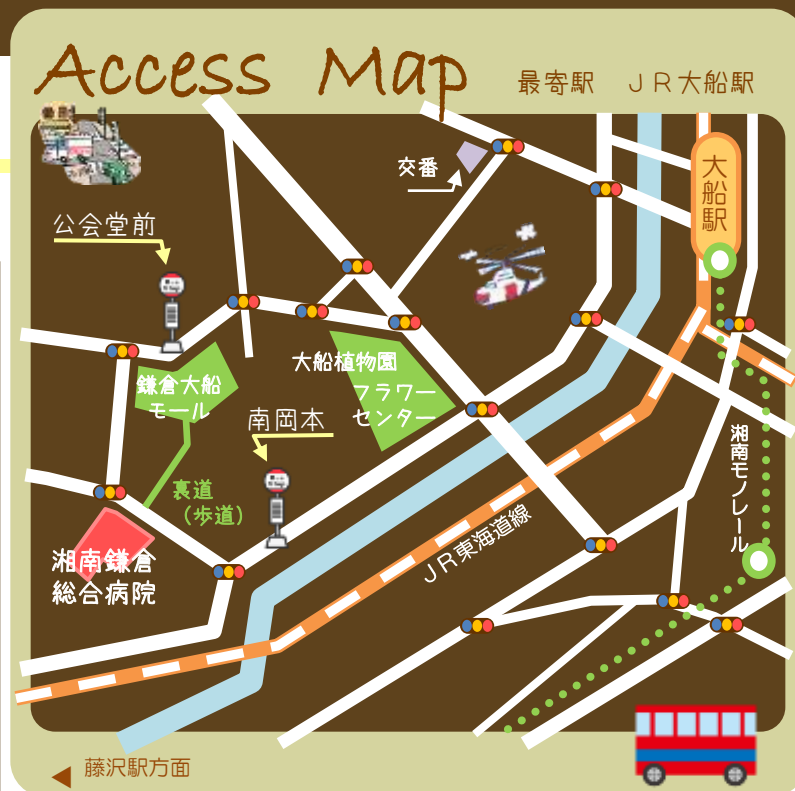 Access Map
最寄駅 JR大船駅
交番
大船駅
公会堂前
大船植物園
フラワー
センター
鎌倉大船
モール
南岡本
湘南モノレール
裏道
(歩道)
JR東海道線
湘南鎌倉
総合病院
藤沢駅方面